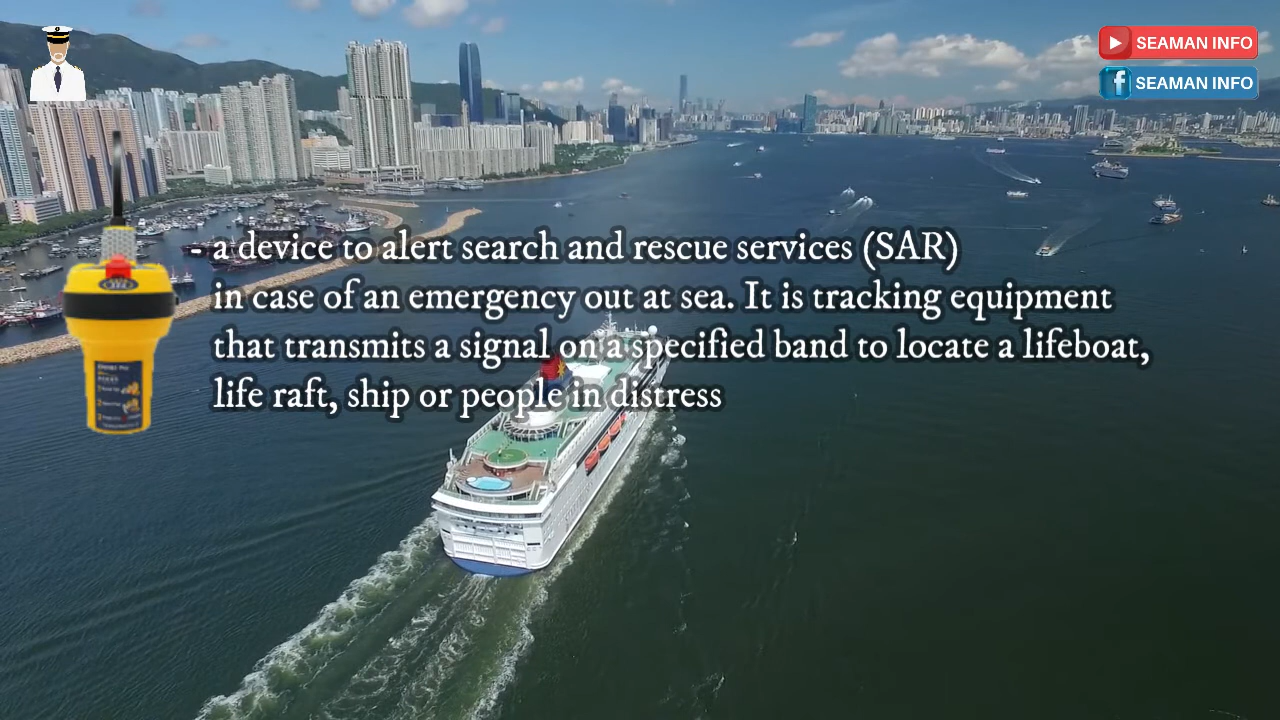 SEAMAN INFO
SEAMAN INFO
- a device to alert search and rescue services (SAR)
in case of an emergency out at sea. It is tracking equipment
that transmits a signal on a specified band to locate a lifeboat,
life raft, ship or people in distress